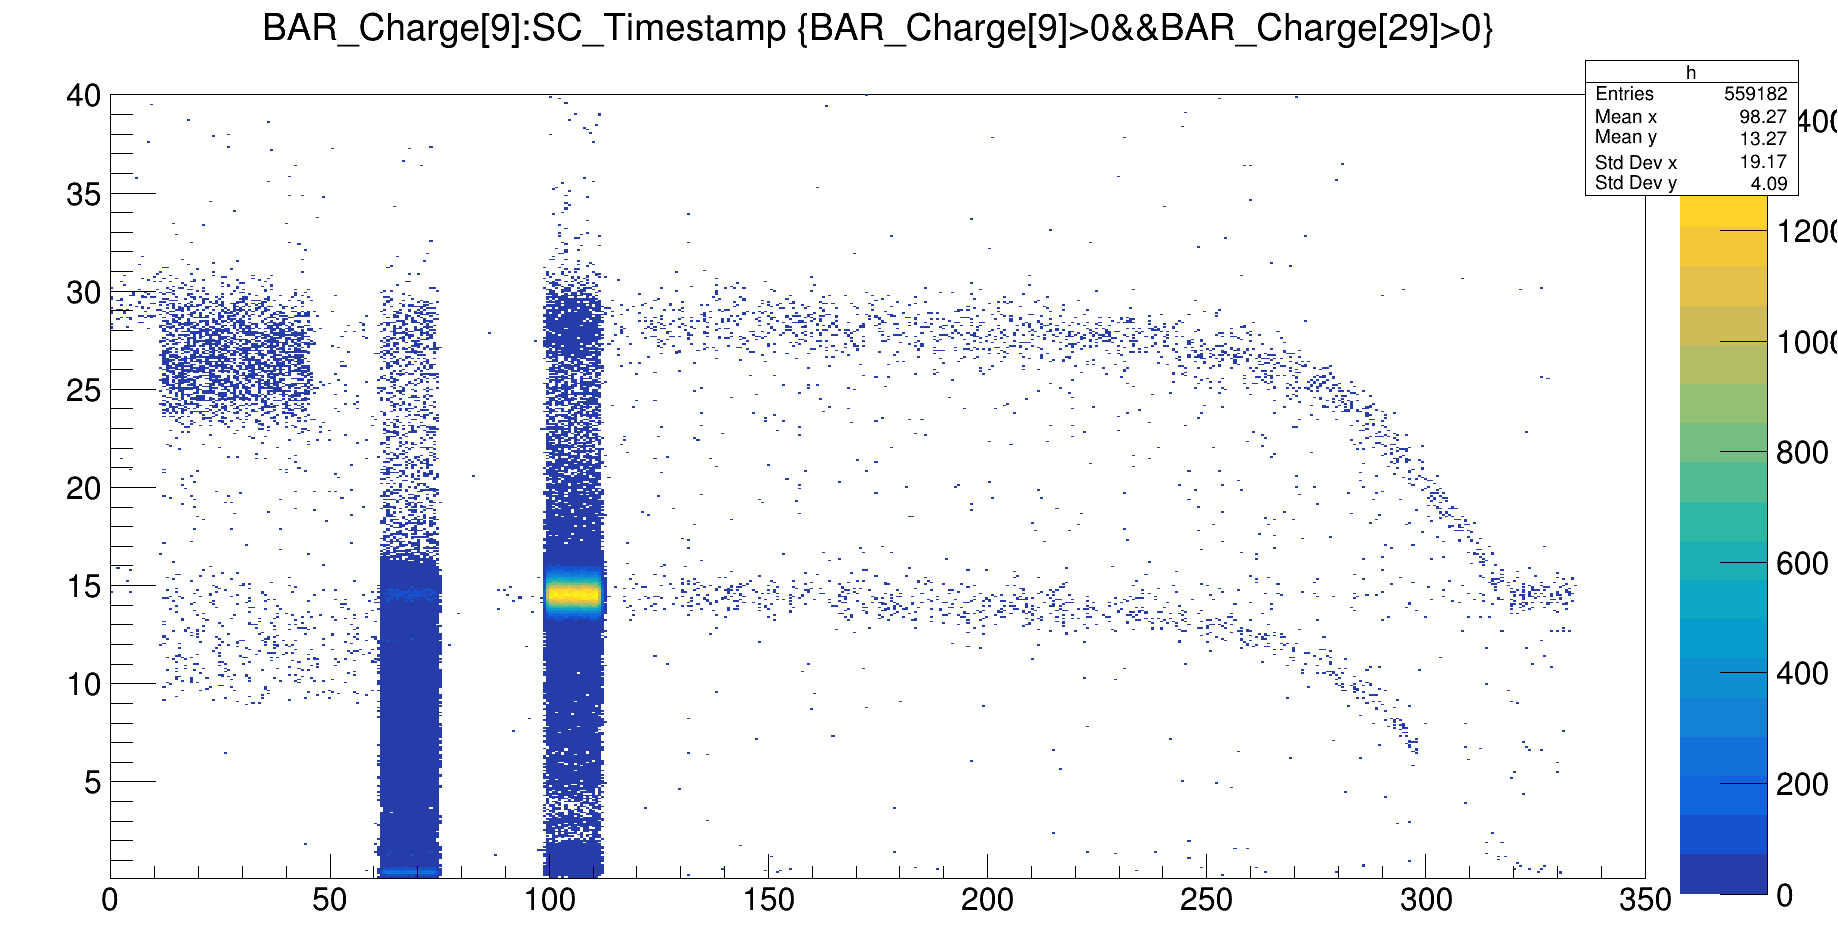 BAR_Charge[9]:SC_Timestamp {BAR_Charge[9]>0&&BAR_Charge[29]>0}
h
Entries 559182
Mean x 98.27
Mean y 13.27
Std Dev x 19.17
Std Dev y 4.09
40
35
30
25
20
15
10
5
0 50 100 150 200 250 300 350
400
1200
1000
800
600
400
200
0